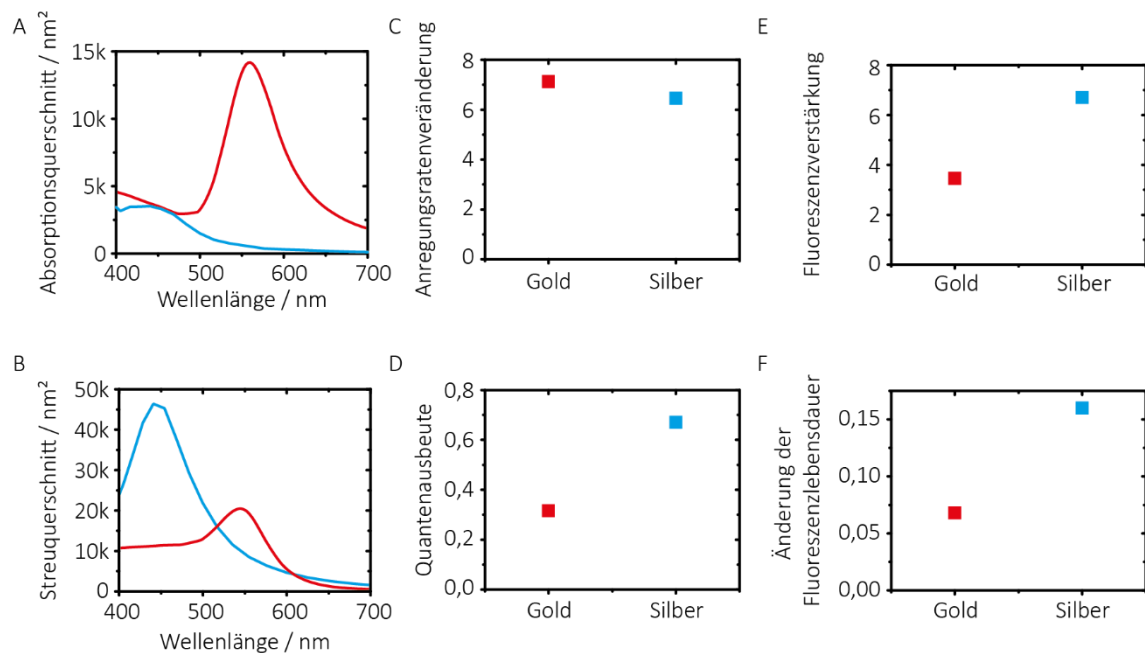 A
Absorptionsquerschnitt / nm²
15k
10k
5k
0
400 500 600 700
Wellenlänge / nm
C
Anregungsratenveränderung
8
6
4
2
0
Gold Silber
E
Fluoreszenzverstärkung
8
6
4
2
0
Gold Silber
B
Streuquerschnitt / nm²
50k
40k
30k
20k
10k
0
400 500 600 700
Wellenlänge / nm
D
Quantenausbeute
0,8
0,6
0,4
0,2
0,0
Gold Silber
F
Änderung der
Fluoreszenzlebensdauer
0,15
0,10
0,05
0,00
Gold Silber